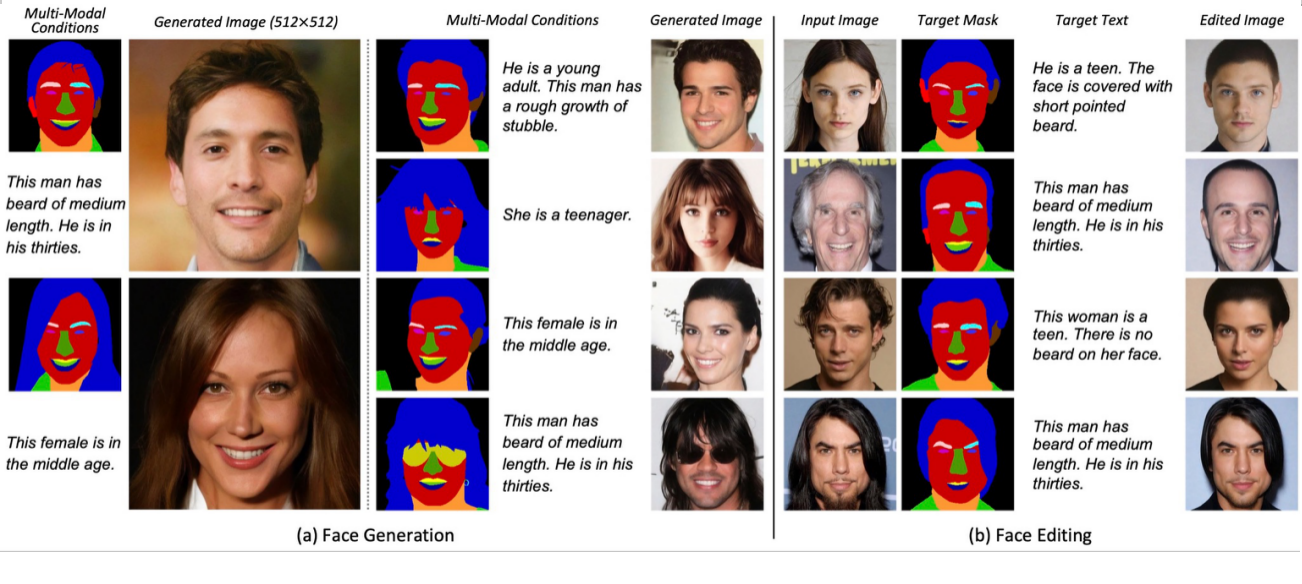 Multi-Modal
Conditions
Generated Image (512×512)
Multi-Modal Conditions
Generated Image
Input Image
Target Mask
Target Text
Edited Image
This man has
beard of medium
length. He is in
his thirties.
This female is in
the middle age.
He is a young
adult. This man has
a rough growth of
stubble.
She is a teenager.
This female is in
the middle age.
This man has
beard of medium
length. He is in his
thirties.
He is a teen. The
face is covered with
short pointed
beard.
This man has
beard of medium
length. He is in his
thirties.
This woman is a
teen. There is no
beard on her face.
This man has
beard of medium
length. He is in his
thirties.
(a) Face Generation
(b) Face Editing